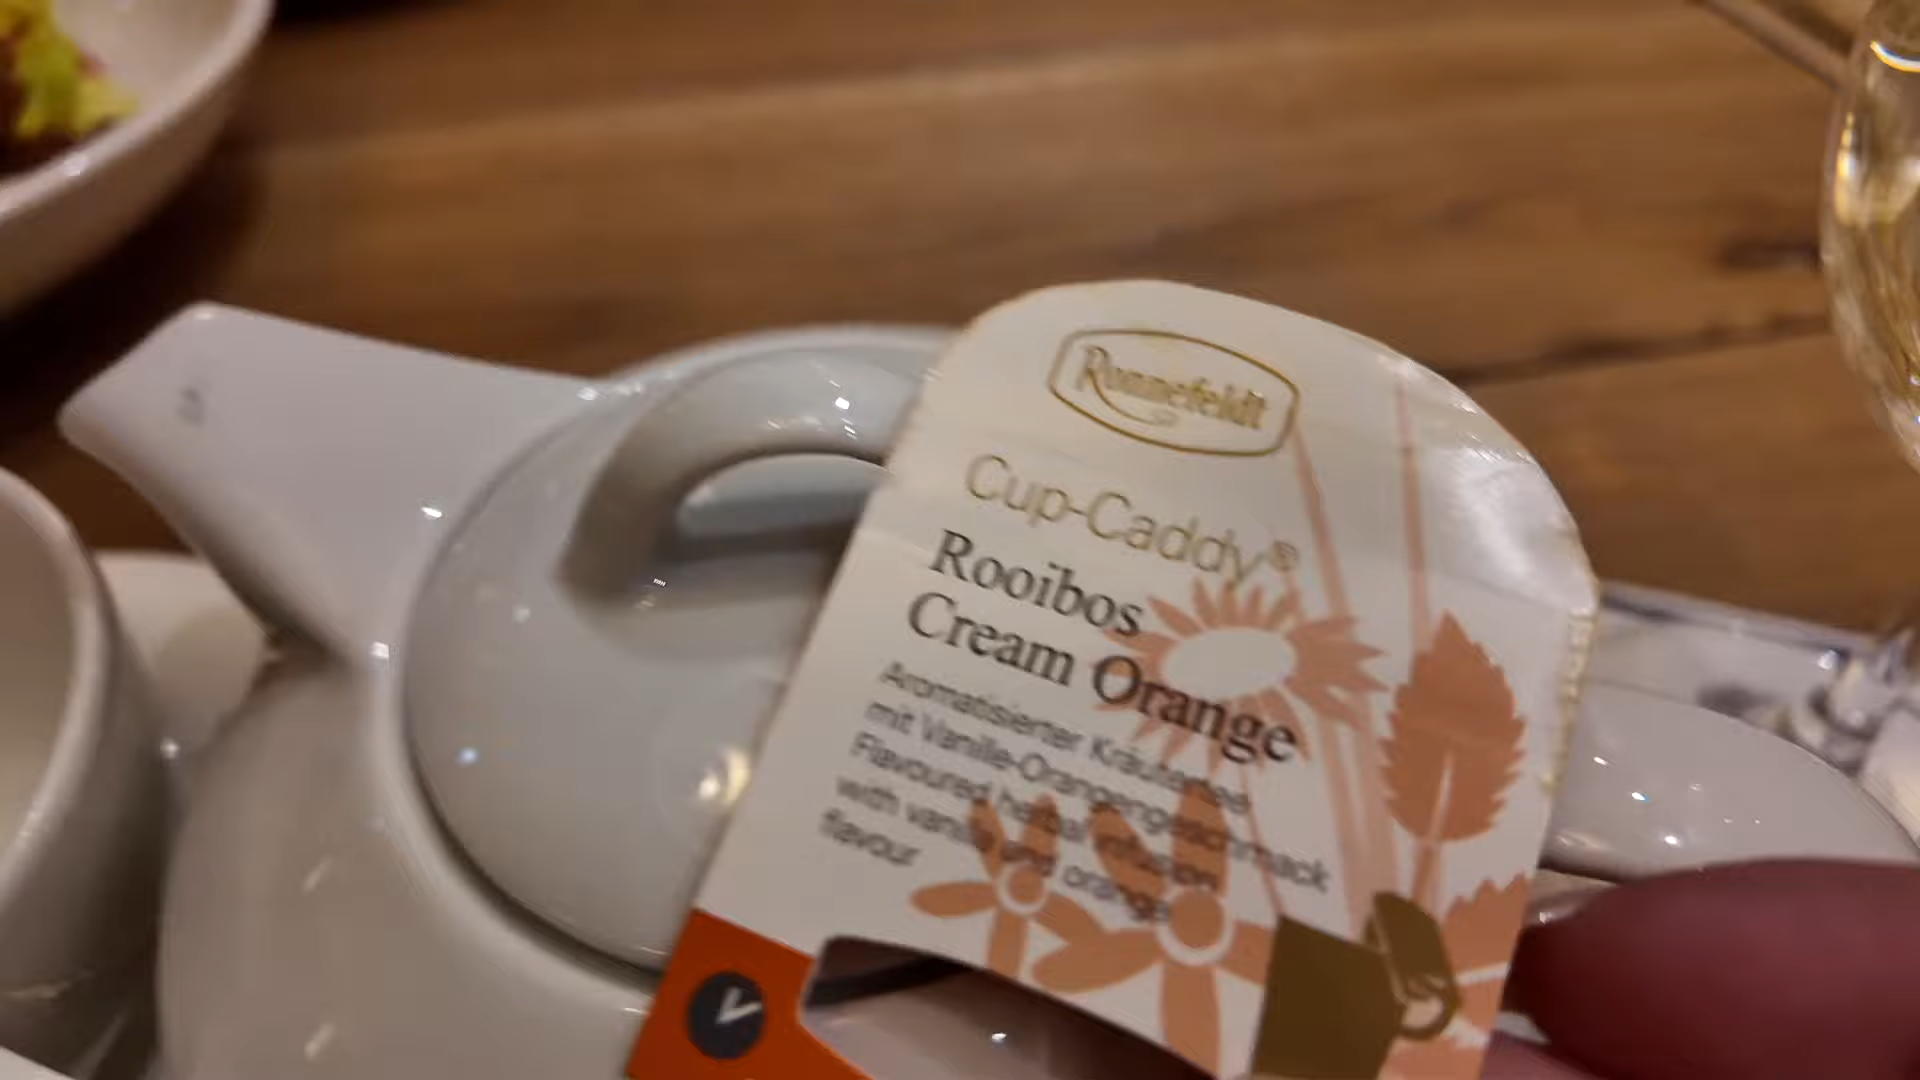 Ronnefeldt
Cup-Caddy®
Rooibos
Cream Orange
Aromatisierter Kräutertee
mit Vanille-Orangengeschmack
Flavoured herbal infusion
with vanilla and orange
flavour